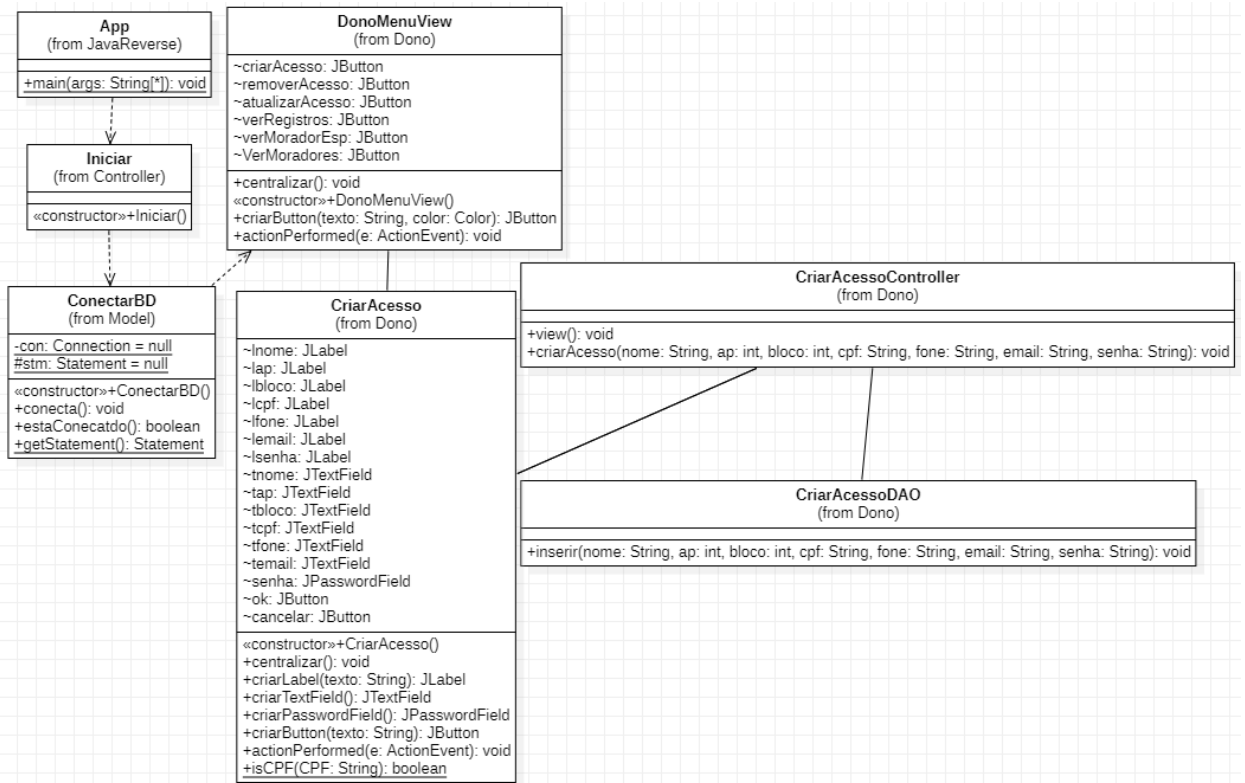 App
(from JavaReverse)
+main(args: String[*]): void
Iniciar
(from Controller)
«constructor»+Iniciar()
ConectarBD
(from Model)
-con: Connection = null
#stm: Statement = null
«constructor»+ConectarBD()
+conecta(): void
+estaConecatdo(): boolean
+getStatement(): Statement
DonoMenuView
(from Dono)
~criarAcesso: JButton
~removerAcesso: JButton
~atualizarAcesso: JButton
~verRegistros: JButton
~verMoradorEsp: JButton
~VerMoradores: JButton
+centralizar(): void
«constructor»+DonoMenuView()
+criarButton(texto: String, color: Color): JButton
+actionPerformed(e: ActionEvent): void
CriarAcesso
(from Dono)
~lnome: JLabel
~lap: JLabel
~lbloco: JLabel
~lcpf: JLabel
~lfone: JLabel
~lemail: JLabel
~lsenha: JLabel
~tnome: JTextField
~tap: JTextField
~tbloco: JTextField
~tcpf: JTextField
~tfone: JTextField
~temail: JTextField
~senha: JPasswordField
~ok: JButton
~cancelar: JButton
«constructor»+CriarAcesso()
+centralizar(): void
+criarLabel(texto: String): JLabel
+criarTextField(): JTextField
+criarPasswordField(): JPasswordField
+criarButton(texto: String): JButton
+actionPerformed(e: ActionEvent): void
+isCPF(CPF: String): boolean
CriarAcessoController
(from Dono)
+view(): void
+criarAcesso(nome: String, ap: int, bloco: int, cpf: String, fone: String, email: String, senha: String): void
CriarAcessoDAO
(from Dono)
+inserir(nome: String, ap: int, bloco: int, cpf: String, fone: String, email: String, senha: String): void